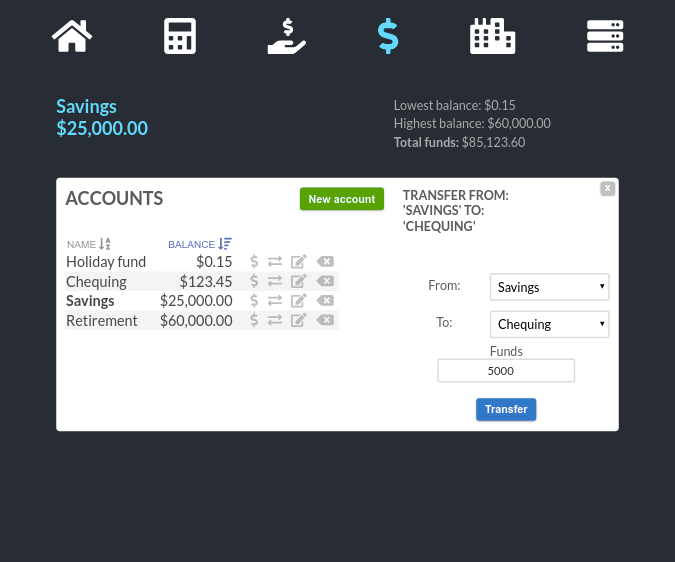 Savings
$25,000.00
Lowest balance: $0.15
Highest balance: $60,000.00
Total funds: $85,123.60
ACCOUNTS
New account
NAME
BALANCE
Holiday fund $0.15
Chequing $123.45
Savings $25,000.00
Retirement $60,000.00
x
TRANSFER FROM:
'SAVINGS' TO:
'CHEQUING'
From: Savings
To: Chequing
Funds
5000
Transfer